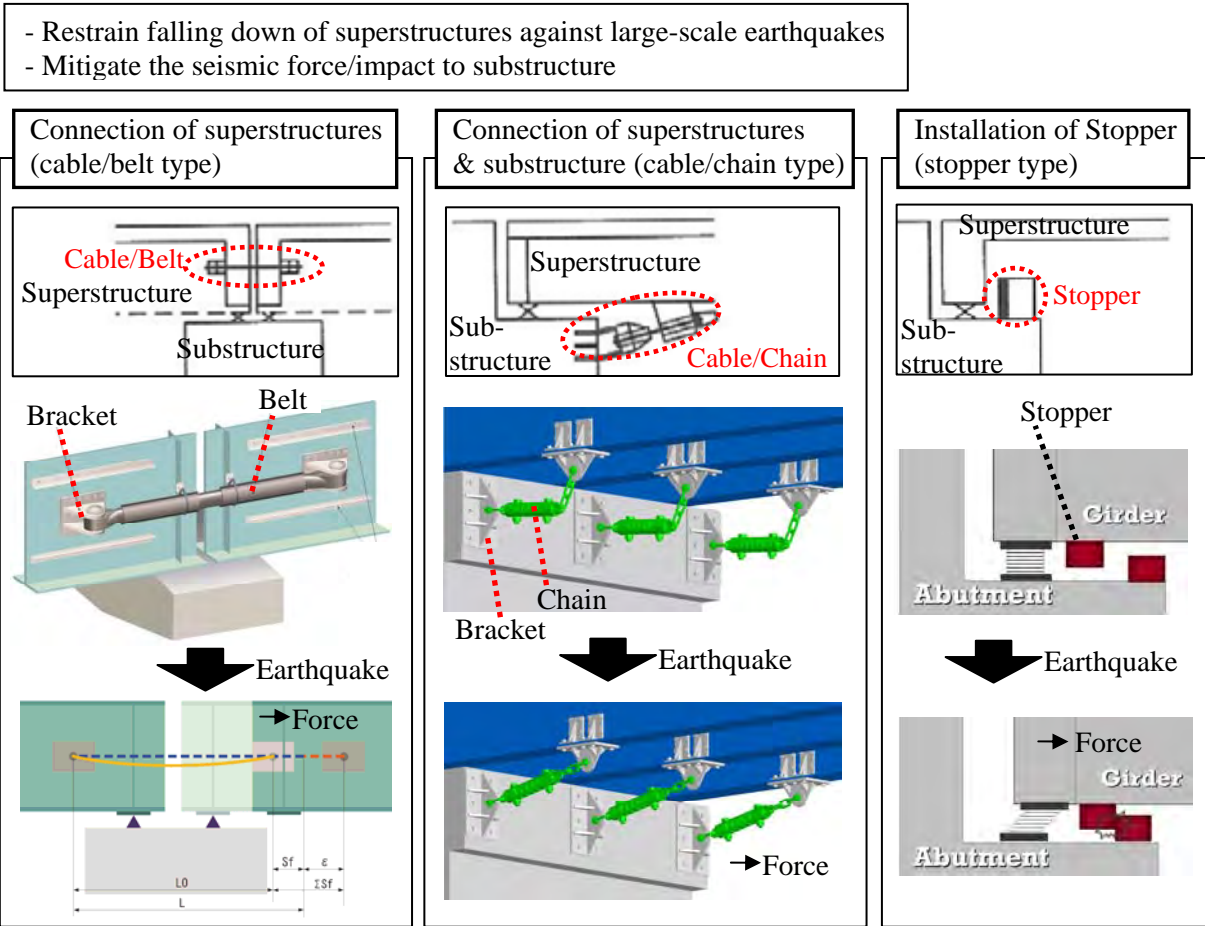 - Restrain falling down of superstructures against large-scale earthquakes
- Mitigate the seismic force/impact to substructure
Connection of superstructures
(cable/belt type)
Cable/Belt
Superstructure
Substructure
Bracket
Belt
Earthquake
Force
Sf
ε
L0
ΣSf
L
Connection of superstructures
& substructure (cable/chain type)
Superstructure
Sub-
structure
Cable/Chain
Chain
Bracket
Earthquake
Force
Installation of Stopper
(stopper type)
Superstructure
Stopper
Sub-
structure
Stopper
Girder
Abutment
Earthquake
Force
Girder
Abutment